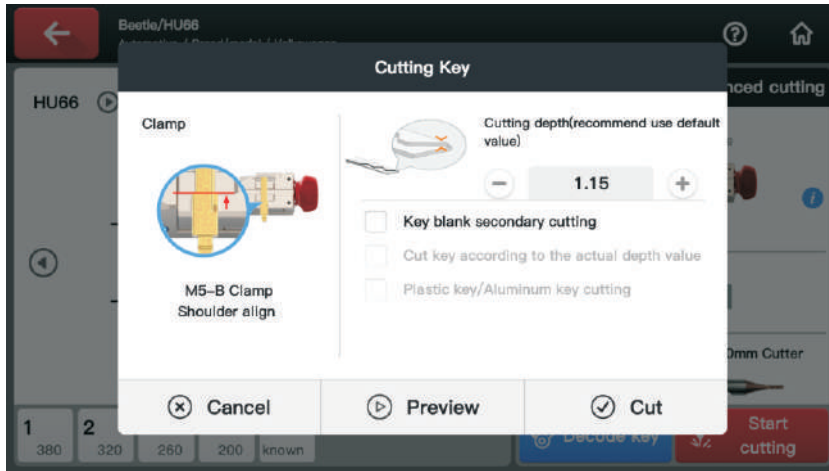 Beetle/HU66
HU66
nced cutting
Cutting Key
Clamp
M5-B Clamp
Shoulder align
Cutting depth(recommend use default
value)
1.15
Key blank secondary cutting
Cut key according to the actual depth value
Plastic key/Aluminum key cutting
0mm Cutter
Cancel
Preview
Cut
1
2
380
320
260
200
known
Decode Key
Start
cutting